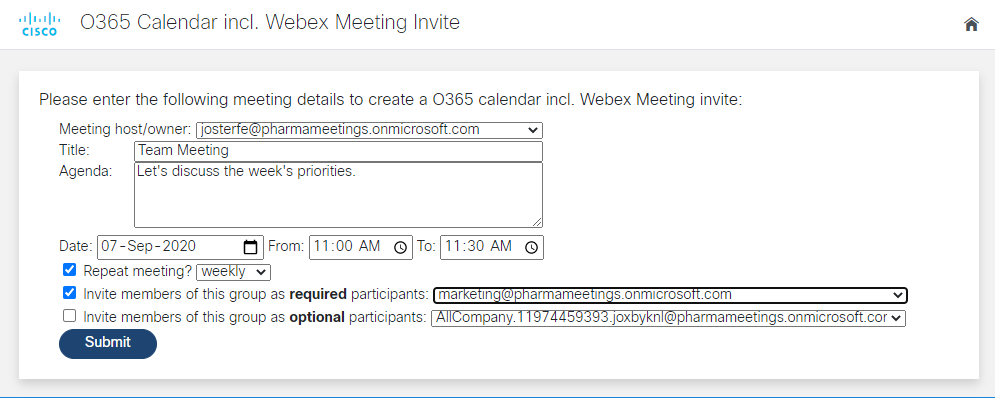 CISCO
O365 Calendar incl. Webex Meeting Invite
Please enter the following meeting details to create a O365 calendar incl. Webex Meeting invite:
Meeting host/owner: josterfe@pharmameetings.onmicrosoft.com
Title: Team Meeting
Agenda: Let's discuss the week's priorities.
Date: 07-Sep-2020 From: 11:00 AM To: 11:30 AM
Repeat meeting? weekly
Invite members of this group as required participants: marketing@pharmameetings.onmicrosoft.com
Invite members of this group as optional participants: AllCompany.11974459393.joxbyknl@pharmameetings.onmicrosoft.cor
Submit